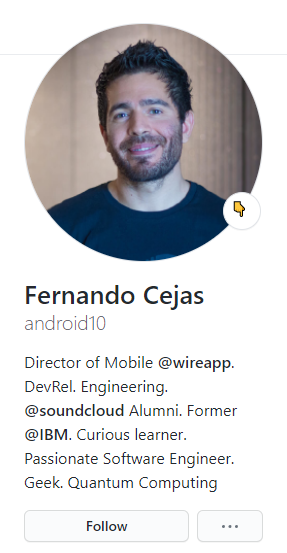 Fernando Cejas
android10
Director of Mobile @wireapp.
DevRel. Engineering.
@soundcloud Alumni. Former
@IBM. Curious learner.
Passionate Software Engineer.
Geek. Quantum Computing
Follow